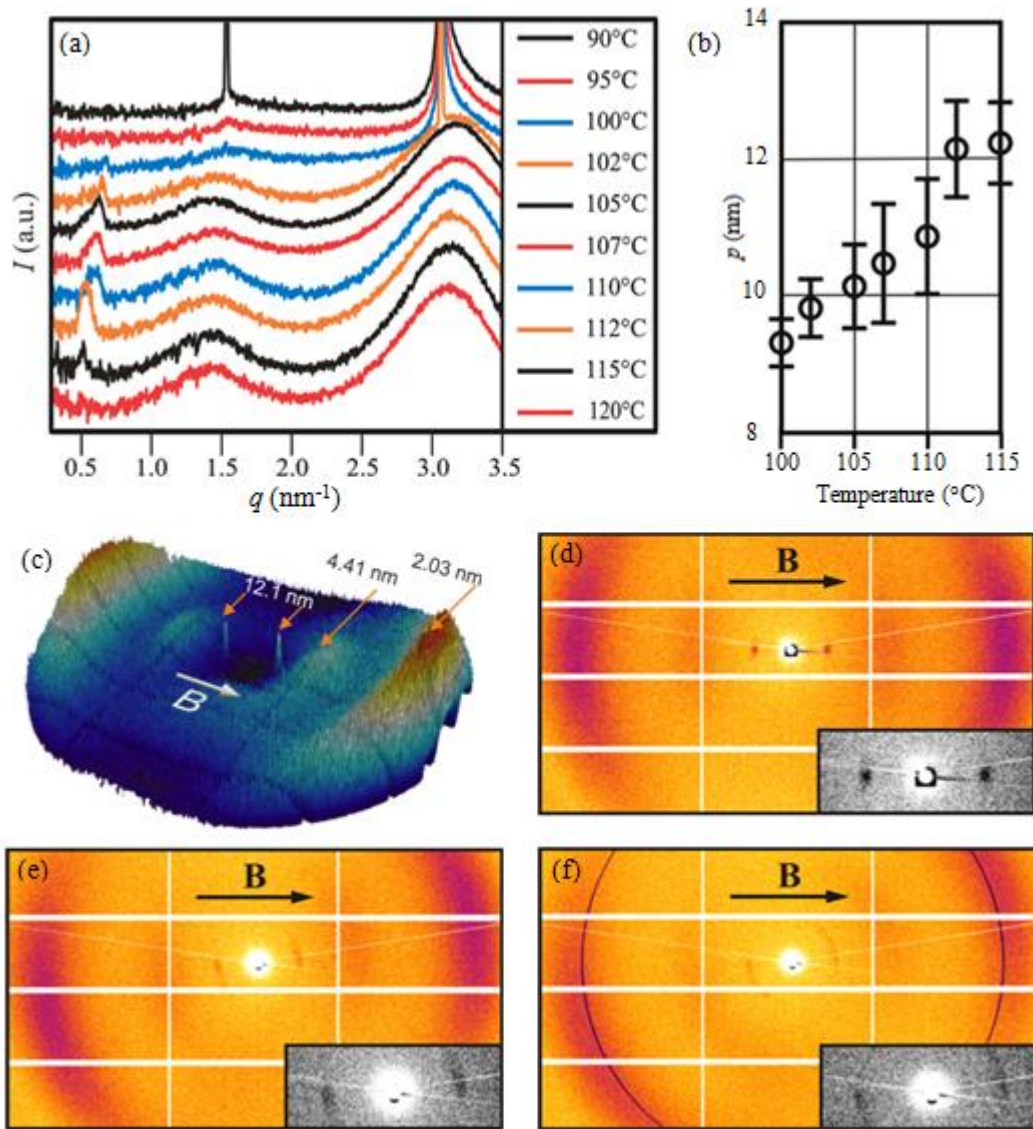 (a)
I (a.u.)
90°C
95°C
100°C
102°C
105°C
107°C
110°C
112°C
115°C
120°C
0.5 1.0 1.5 2.0 2.5 3.0 3.5
q (nm-1)
(b)
p (nm)
14
12
10
8
100 105 110 115
Temperature (°C)
(c)
12.1 nm
4.41 nm
2.03 nm
B
(d)
B
(e)
B
(f)
B